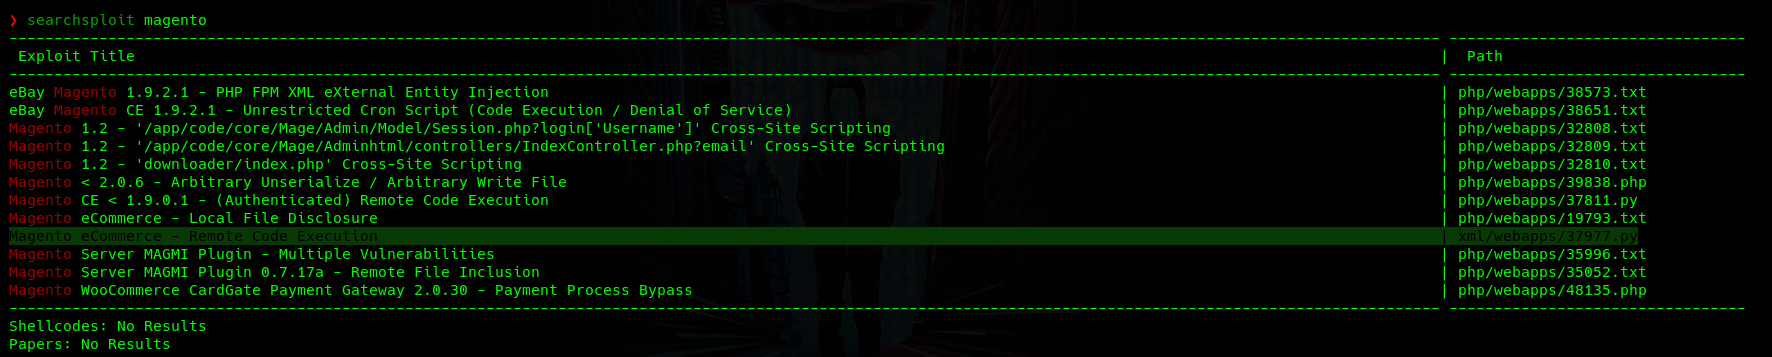 ❯ searchsploit magento
---------------------------------------------------------------------------------------------------------------------------------------------------------------- ---------------------------------
 Exploit Title | Path
---------------------------------------------------------------------------------------------------------------------------------------------------------------- ---------------------------------
eBay Magento 1.9.2.1 - PHP FPM XML eXternal Entity Injection | php/webapps/38573.txt
eBay Magento CE 1.9.2.1 - Unrestricted Cron Script (Code Execution / Denial of Service) | php/webapps/38651.txt
Magento 1.2 - '/app/code/core/Mage/Admin/Model/Session.php?login['Username']' Cross-Site Scripting | php/webapps/32808.txt
Magento 1.2 - '/app/code/core/Mage/Adminhtml/controllers/IndexController.php?email' Cross-Site Scripting | php/webapps/32809.txt
Magento 1.2 - 'downloader/index.php' Cross-Site Scripting | php/webapps/32810.txt
Magento < 2.0.6 - Arbitrary Unserialize / Arbitrary Write File | php/webapps/39838.php
Magento CE < 1.9.0.1 - (Authenticated) Remote Code Execution | php/webapps/37811.py
Magento eCommerce - Local File Disclosure | php/webapps/19793.txt
Magento eCommerce - Remote Code Execution | xml/webapps/37977.py
Magento Server MAGMI Plugin - Multiple Vulnerabilities | php/webapps/35996.txt
Magento Server MAGMI Plugin 0.7.17a - Remote File Inclusion | php/webapps/35052.txt
Magento WooCommerce CardGate Payment Gateway 2.0.30 - Payment Process Bypass | php/webapps/48135.php
---------------------------------------------------------------------------------------------------------------------------------------------------------------- ---------------------------------
Shellcodes: No Results
Papers: No Results